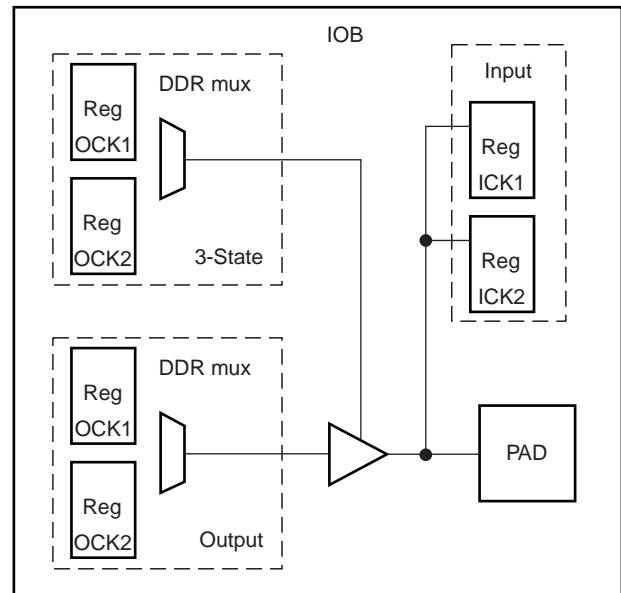 IOB
DDR mux
Reg
OCK1
Reg
OCK2
3-State
Input
Reg
ICK1
Reg
ICK2
DDR mux
Reg
OCK1
Reg
OCK2
Output
PAD